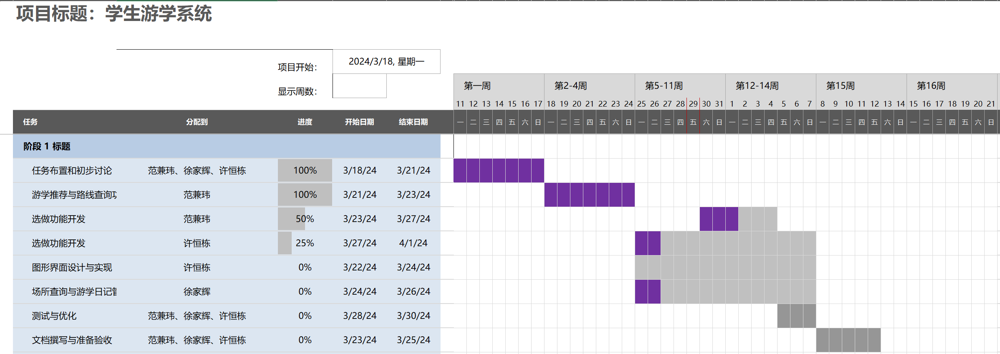 项目标题：学生游学系统
项目开始： 2024/3/18, 星期一
显示周数：
第一周 第2-4周 第5-11周 第12-14周 第15周 第16周
11 12 13 14 15 16 17 18 19 20 21 22 23 24 25 26 27 28 29 30 31 1 2 3 4 5 6 7 8 9 10 11 12 13 14 15 16 17 18 19 20 21
任务 分配到 进度 开始日期 结束日期 一 二 三 四 五 六 日 一 二 三 四 五 六 日 一 二 三 四 五 六 日 一 二 三 四 五 六 日 一 二 三 四 五 六 日 一 二 三 四 五 六 日
阶段 1 标题
任务布置和初步讨论 范兼玮、徐家辉、许恒栋 100% 3/18/24 3/21/24
游学推荐与路线查询 范兼玮 100% 3/21/24 3/23/24
选做功能开发 范兼玮 50% 3/23/24 3/27/24
选做功能开发 许恒栋 25% 3/27/24 4/1/24
图形界面设计与实现 许恒栋 0% 3/22/24 3/24/24
场所查询与游学日记 徐家辉 0% 3/24/24 3/26/24
测试与优化 范兼玮、徐家辉、许恒栋 0% 3/28/24 3/30/24
文档撰写与准备验收 范兼玮、徐家辉、许恒栋 0% 3/23/24 3/25/24